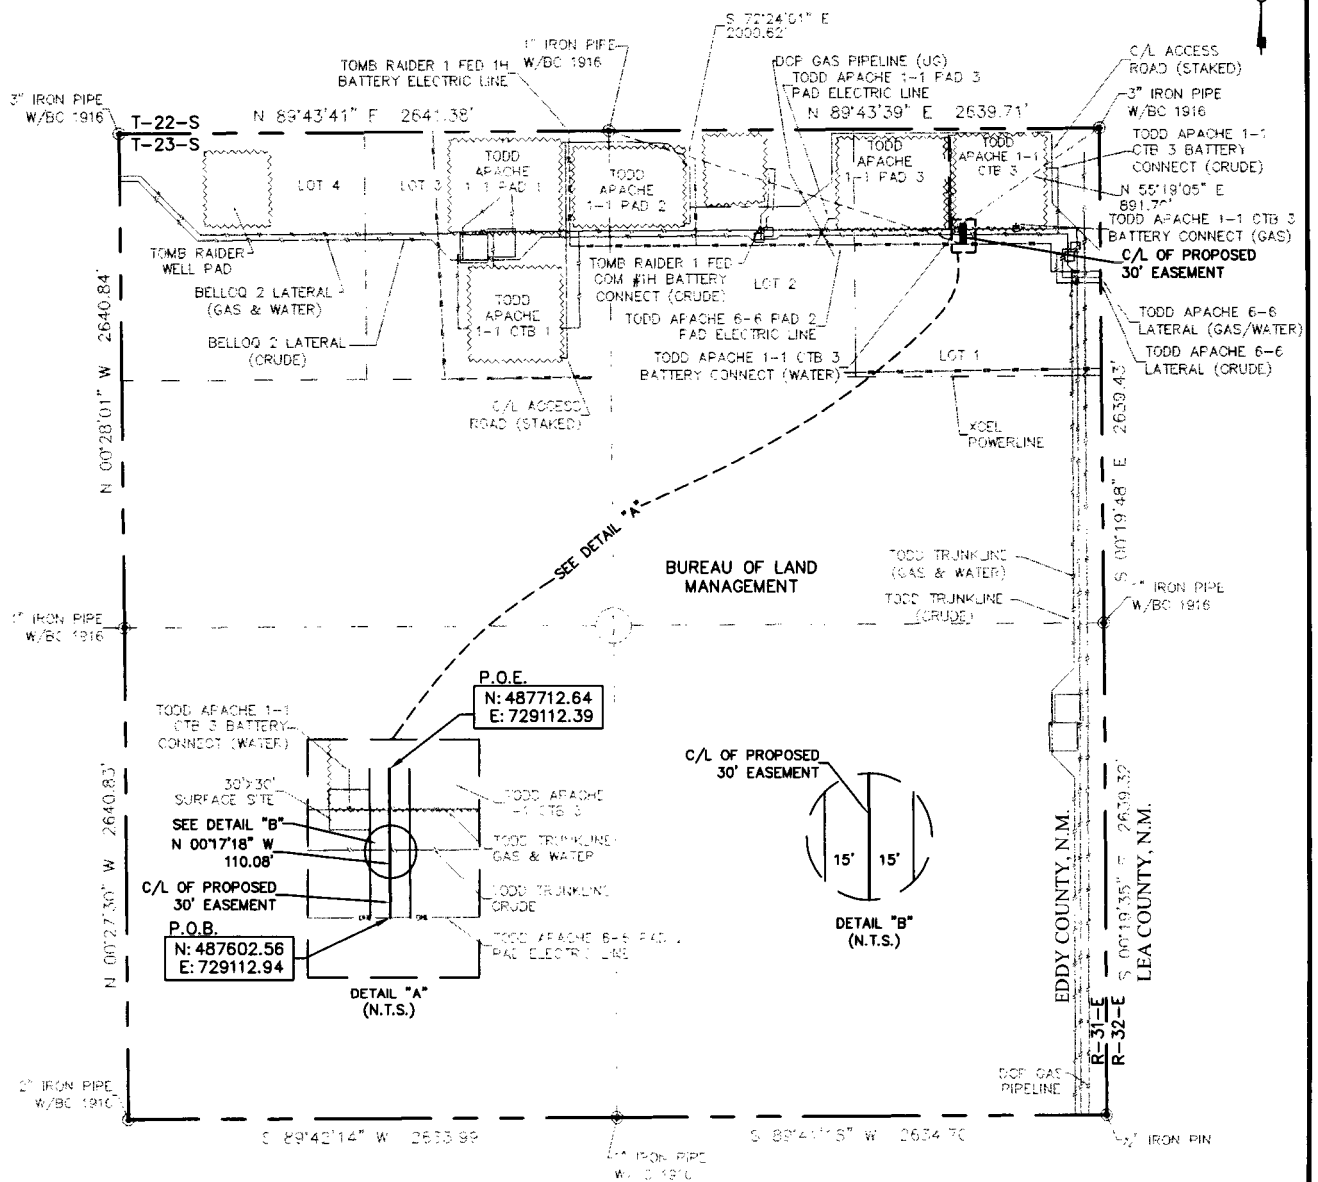 S 72°24'01" E
2000.62'
1" IRON PIPE
W/BC 1916
TOMB RAIDER 1 FED 1H
BATTERY ELECTRIC LINE
DCP GAS PIPELINE (UG)
TODD APACHE 1-1 PAD 3
PAD ELECTRIC LINE
C/L ACCESS
ROAD (STAKED)
3" IRON PIPE
W/BC 1916
N 89°43'41" E 2641.38'
N 89°43'39" E 2639.71'
3" IRON PIPE
W/BC 1916
T-22-S
T-23-S
TODD APACHE 1-1
CTB 3 BATTERY
CONNECT (CRUDE)
N 55°19'05" E
TODD APACHE 1-1 CTB 3
BATTERY CONNECT (GAS)
C/L OF PROPOSED
30' EASEMENT
LOT 4
LOT 3
TODD
APACHE
1-1 PAD 1
TODD
APACHE
1-1 PAD 2
TODD
APACHE
1-1 PAD 3
TODD
APACHE 1-1
CTB 3
TOMB RAIDER
WELL PAD
BELLOQ 2 LATERAL
(GAS & WATER)
BELLOQ 2 LATERAL
(CRUDE)
TODD
APACHE
1-1 CTB 1
TOMB RAIDER 1 FED
COM #1H BATTERY
CONNECT (CRUDE)
LOT 2
TODD APACHE 6-6 PAD 2
PAD ELECTRIC LINE
TODD APACHE 1-1 CTB 3
BATTERY CONNECT (WATER)
LOT 1
TODD APACHE 6-6
LATERAL (GAS/WATER)
TODD APACHE 6-6
LATERAL (CRUDE)
C/L ACCESS
ROAD (STAKED)
XCEL
POWERLINE
N 00°28'01" W 2640.84'
S 00°19'48" E 2639.43'
SEE DETAIL "A"
BUREAU OF LAND
MANAGEMENT
TODD TRUNKLINE
(GAS & WATER)
TODD TRUNKLINE
(CRUDE)
1" IRON PIPE
W/BC 1916
1" IRON PIPE
W/BC 1916
P.O.E.
N: 487712.64
E: 729112.39
TODD APACHE 1-1
CTB 3 BATTERY
CONNECT (WATER)
30'X30'
SURFACE SITE
SEE DETAIL "B"
N 00°17'18" W
110.08'
C/L OF PROPOSED
30' EASEMENT
P.O.B.
N: 487602.56
E: 729112.94
TODD APACHE
1-1 CTB 3
TODD TRUNKLINE
GAS & WATER
TODD TRUNKLINE
CRUDE
TODD APACHE 6-6 PAD 2
PAD ELECTRIC LINE
DETAIL "A"
(N.T.S.)
C/L OF PROPOSED
30' EASEMENT
15' 15'
DETAIL "B"
(N.T.S.)
N 00°27'30" W 2640.83'
EDDY COUNTY, N.M.
S 00°19'35" E 2639.32'
LEA COUNTY, N.M.
R-31-E
R-32-E
DCP GAS
PIPELINE
2" IRON PIPE
W/BC 1916
S 89°42'14" W
W 2634.70
1" IRON PIPE
IRON PIN